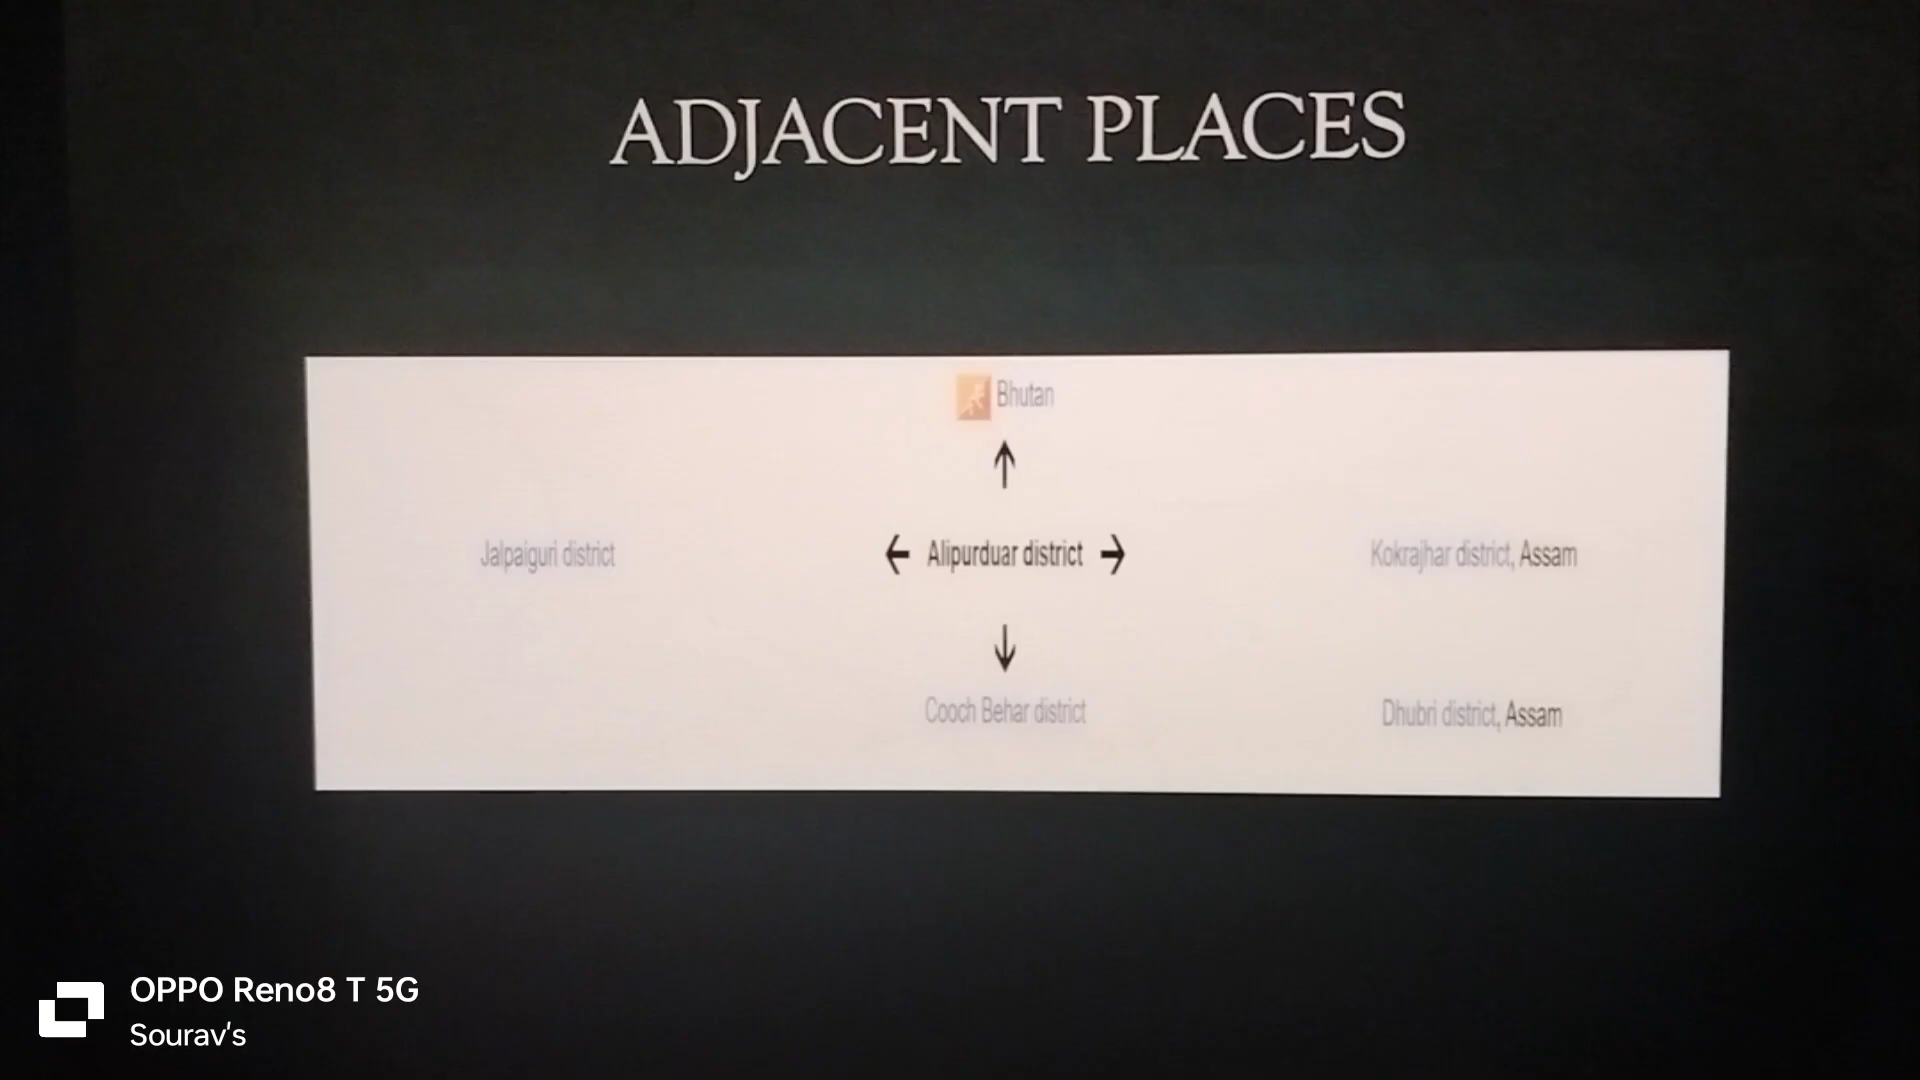 ADJACENT PLACES
Bhutan
Jalpaiguri district
Alipurduar district
Kokrajhar district, Assam
Cooch Behar district
Dhubri district, Assam
OPPO Reno8 T 5G
Sourav's